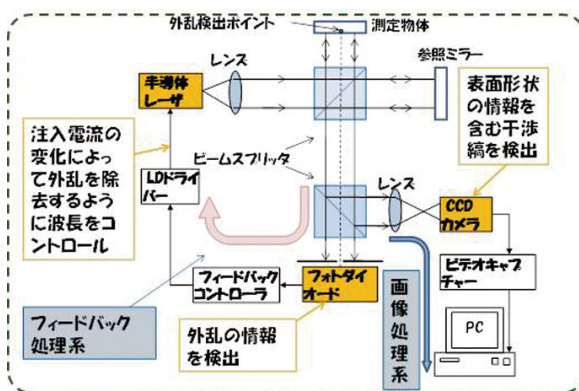 外乱検出ポイント
測定物体
参照ミラー
レンズ
半導体
レーザ
表面形状
の情報を
含む干渉
縞を検出
注入電流の
変化によっ
て外乱を除
去するよう
に波長をコ
ントロール
ビームスプリッタ
LDドライ
バー
レンズ
CCD
カメラ
ビデオキャプ
チャー
フィードバック
コントローラ
フォトダイ
オード
フィードバック
処理系
外乱の情報
を検出
画像処理系
PC